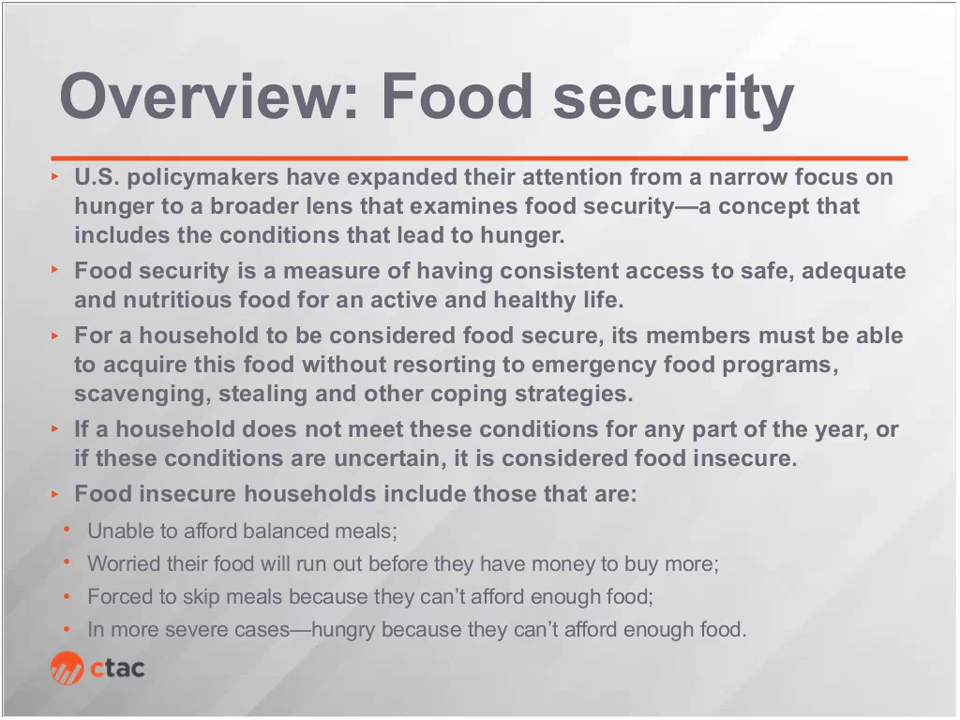 Overview: Food security
‣ U.S. policymakers have expanded their attention from a narrow focus on
hunger to a broader lens that examines food security—a concept that
includes the conditions that lead to hunger.
‣ Food security is a measure of having consistent access to safe, adequate
and nutritious food for an active and healthy life.
‣ For a household to be considered food secure, its members must be able
to acquire this food without resorting to emergency food programs,
scavenging, stealing and other coping strategies.
‣ If a household does not meet these conditions for any part of the year, or
if these conditions are uncertain, it is considered food insecure.
‣ Food insecure households include those that are:
• Unable to afford balanced meals;
• Worried their food will run out before they have money to buy more;
• Forced to skip meals because they can’t afford enough food;
• In more severe cases—hungry because they can’t afford enough food.
ctac